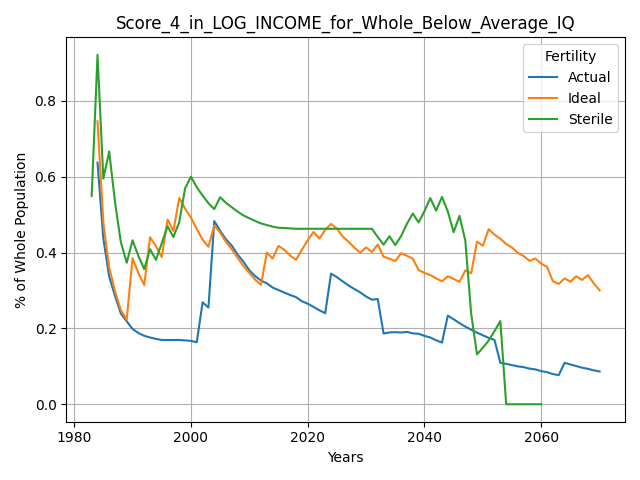 Score_4_in_LOG_INCOME_for_Whole_Below_Average_IQ
Fertility
Actual
Ideal
Sterile
% of Whole Population
0.8
0.6
0.4
0.2
0.0
1980 2000 2020 2040 2060
Years